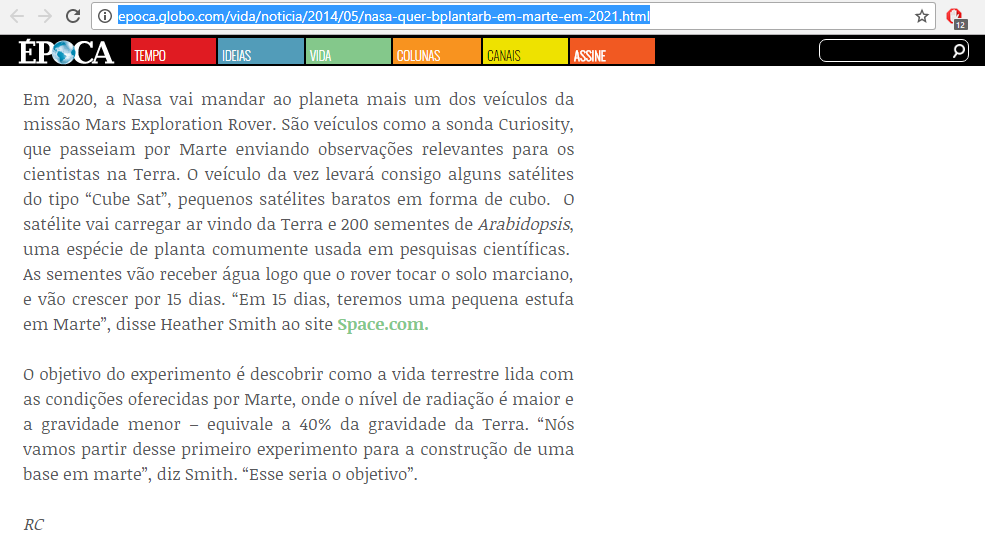 epoca.globo.com/vida/noticia/2014/05/nasa-quer-bplantarb-em-marte-em-2021.html
12
ÉPOCA TEMPO IDEIAS VIDA COLUNAS CANAIS ASSINE
Em 2020, a Nasa vai mandar ao planeta mais um dos veículos da
missão Mars Exploration Rover. São veículos como a sonda Curiosity,
que passeiam por Marte enviando observações relevantes para os
cientistas na Terra. O veículo da vez levará consigo alguns satélites
do tipo “Cube Sat”, pequenos satélites baratos em forma de cubo. O
satélite vai carregar ar vindo da Terra e 200 sementes de Arabidopsis,
uma espécie de planta comumente usada em pesquisas científicas.
As sementes vão receber água logo que o rover tocar o solo marciano,
e vão crescer por 15 dias. “Em 15 dias, teremos uma pequena estufa
em Marte”, disse Heather Smith ao site Space.com.
O objetivo do experimento é descobrir como a vida terrestre lida com
as condições oferecidas por Marte, onde o nível de radiação é maior e
a gravidade menor – equivale a 40% da gravidade da Terra. “Nós
vamos partir desse primeiro experimento para a construção de uma
base em marte”, diz Smith. “Esse seria o objetivo”.
RC